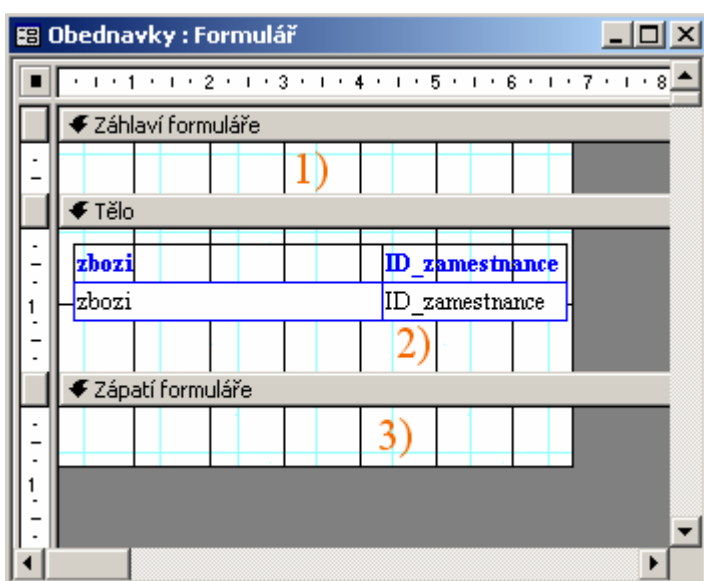 Obednavky : Formulář
1 2 3 4 5 6 7 8
Záhlaví formuláře
1)
Tělo
zbozi ID_zamestnance
1 zbozi ID_zamestnance
2)
Zápatí formuláře
3)
1